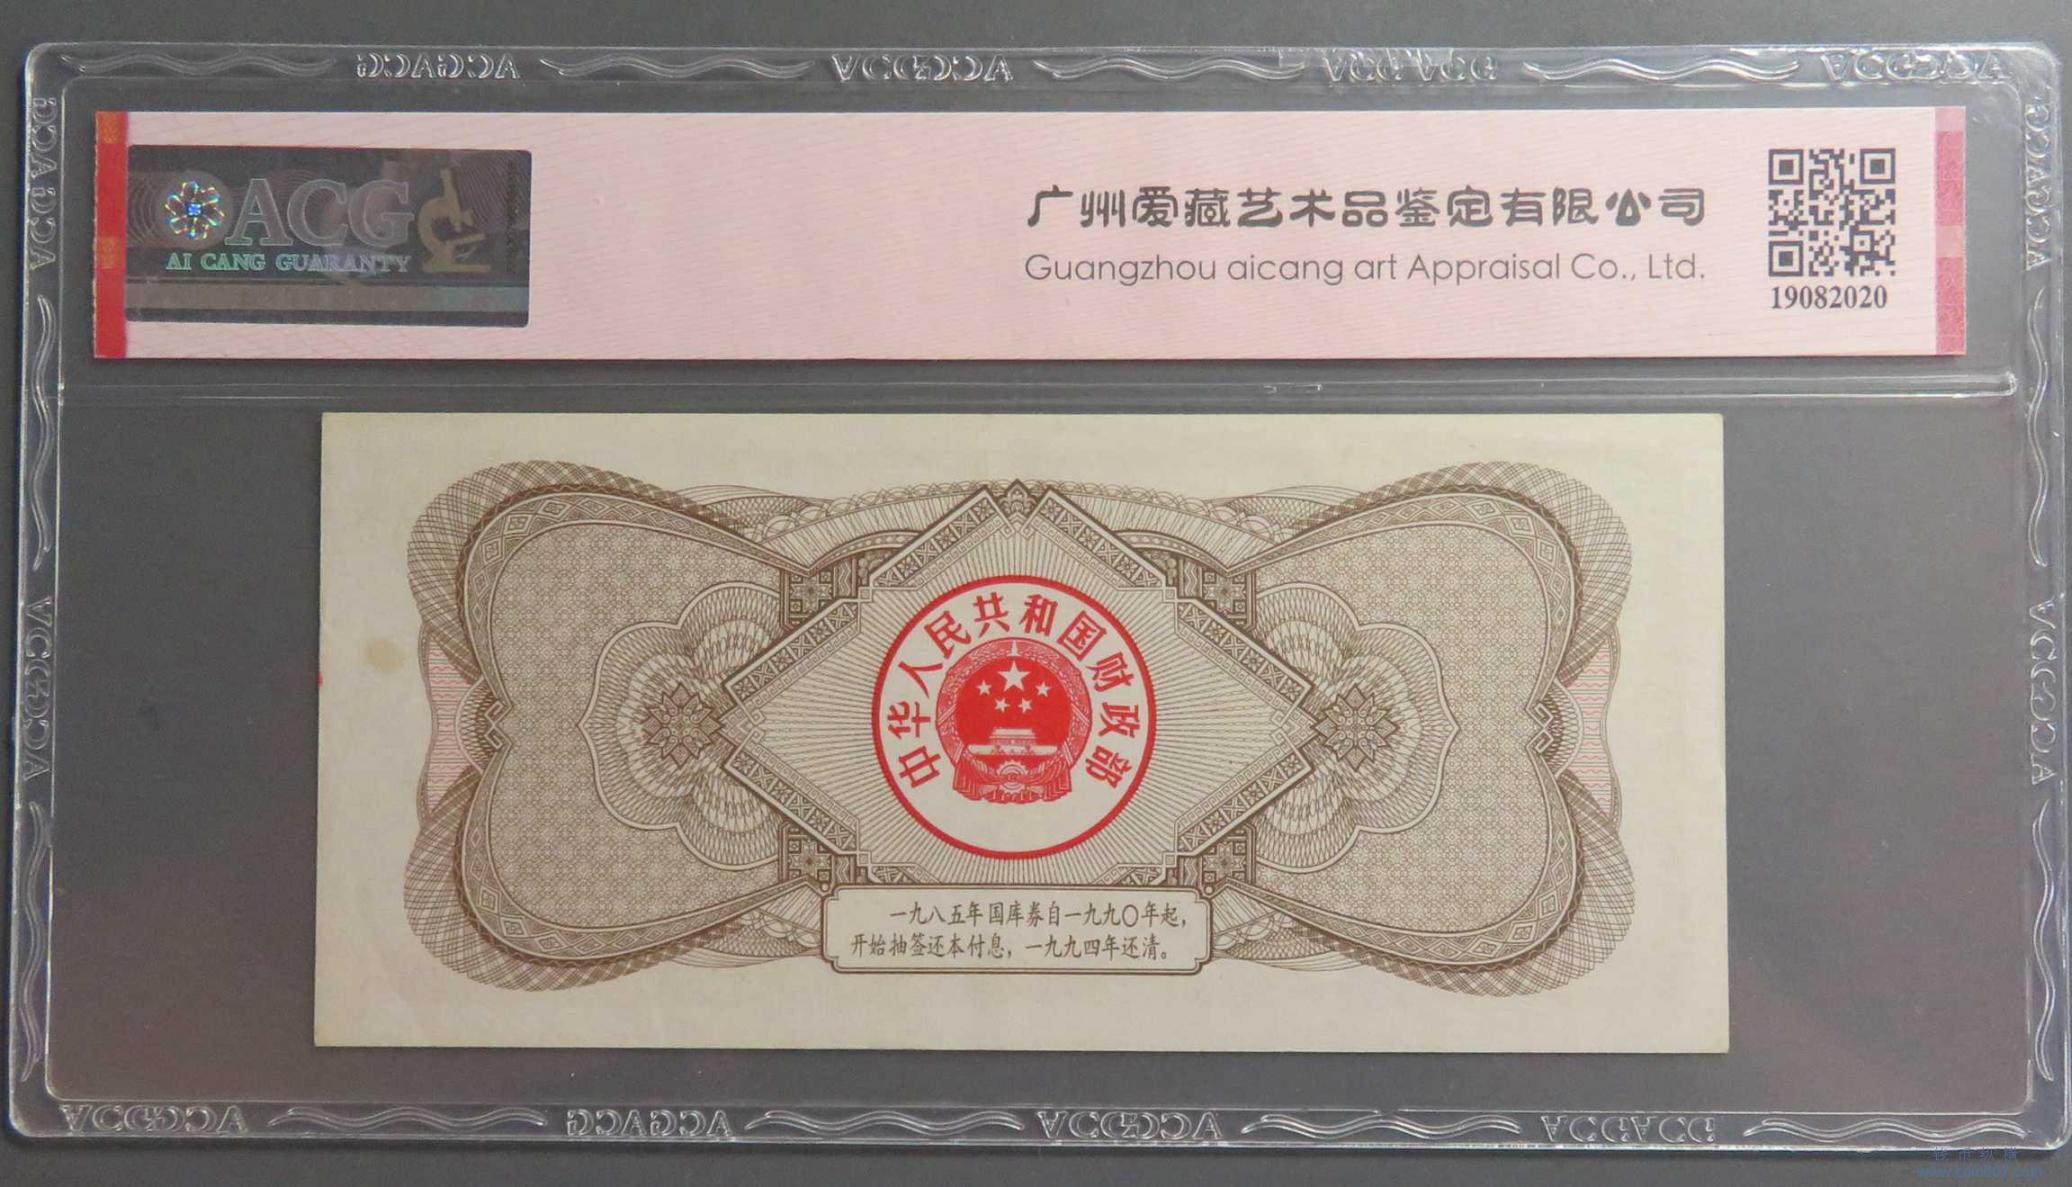 ACG
AI CANG GUARANTY
广州爱藏艺术品鉴定有限公司
Guangzhou aicang art Appraisal Co., Ltd.
19082020
中华人民共和国财政部
一九八五年国库券自一九九〇年起，
开始抽签还本付息，一九九四年还清。